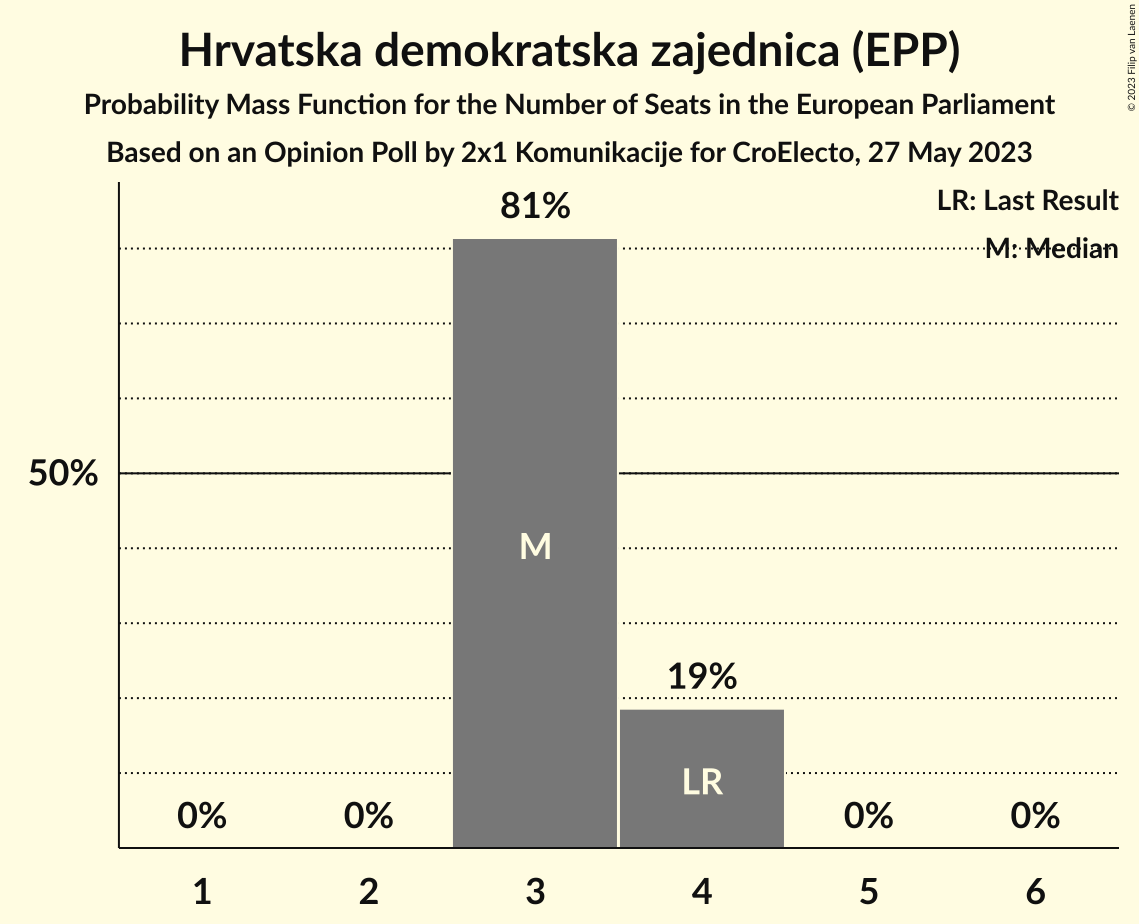 Hrvatska demokratska zajednica (EPP)
Probability Mass Function for the Number of Seats in the European Parliament
Based on an Opinion Poll by 2x1 Komunikacije for CroElecto, 27 May 2023
© 2023 Filip van Laenen
LR: Last Result
M: Median
81%
50%
M
19%
LR
0%
0%
0%
0%
1
2
3
4
5
6